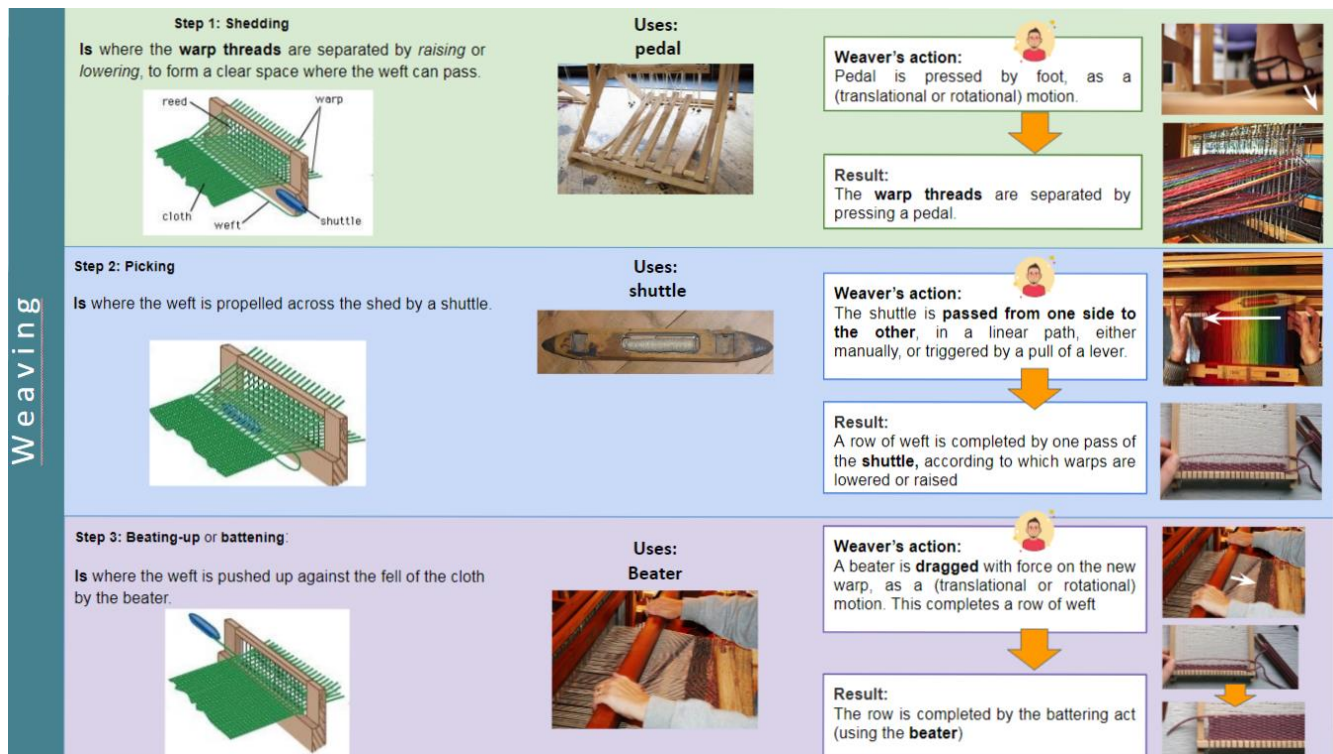 Weaving
Step 1: Shedding
Is where the warp threads are separated by raising or
lowering, to form a clear space where the weft can pass.
reed
warp
cloth
weft
shuttle
Uses:
pedal
Weaver's action:
Pedal is pressed by foot, as a
(translational or rotational) motion.
Result:
The warp threads are separated by
pressing a pedal.
Step 2: Picking
Is where the weft is propelled across the shed by a shuttle.
Uses:
shuttle
Weaver's action:
The shuttle is passed from one side to
the other, in a linear path, either
manually, or triggered by a pull of a lever.
Result:
A row of weft is completed by one pass of
the shuttle, according to which warps are
lowered or raised
Step 3: Beating-up or battening:
Is where the weft is pushed up against the fell of the cloth
by the beater.
Uses:
Beater
Weaver's action:
A beater is dragged with force on the new
warp, as a (translational or rotational)
motion. This completes a row of weft
Result:
The row is completed by the battering act
(using the beater)